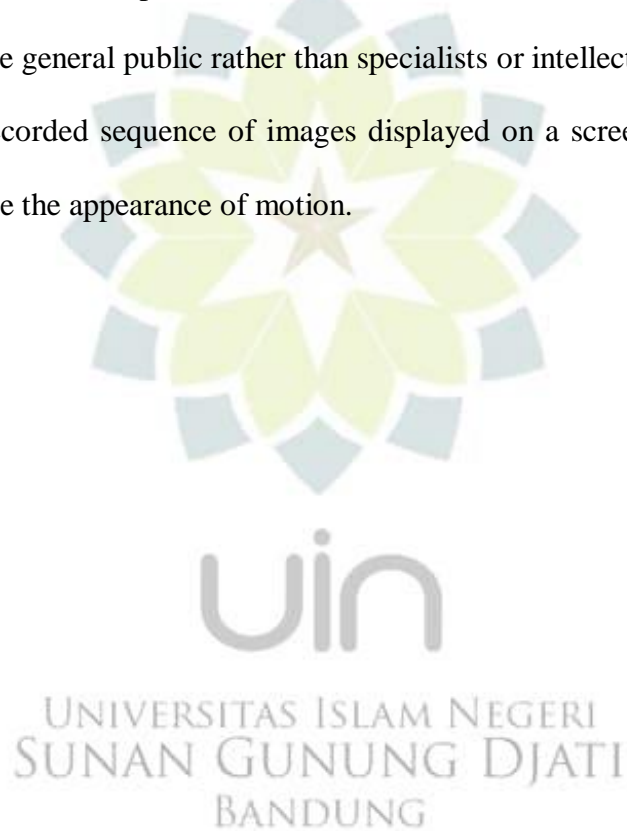 e general public rather than specialists or intellect
corded sequence of images displayed on a scree
e the appearance of motion.
uin
UNIVERSITAS ISLAM NEGERI
SUNAN GUNUNG DJATI
BANDUNG